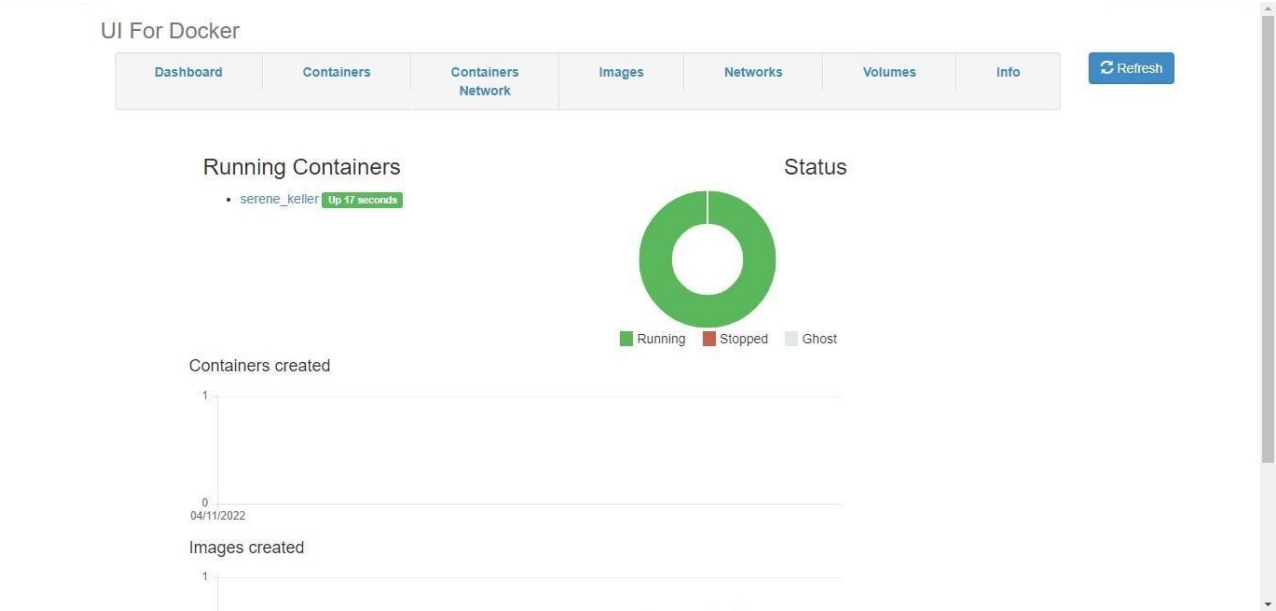 UI For Docker
Dashboard
Containers
Containers
Network
Images
Networks
Volumes
Info
Refresh
Running Containers
serene_keller Up 17 seconds
Status
Running Stopped Ghost
Containers created
1
0
04/11/2022
Images created
1